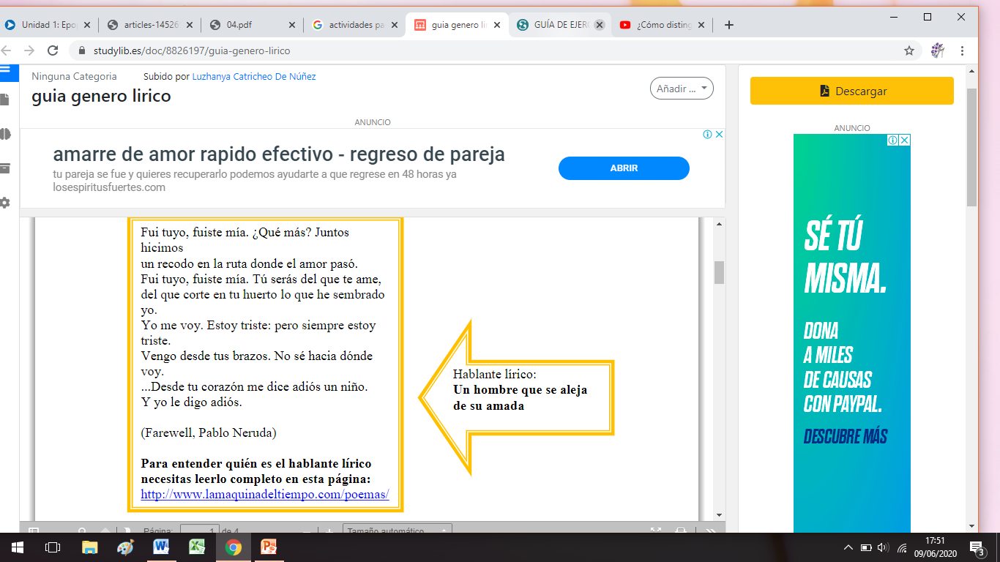 Unidad 1: Epo
articles-14526
04.pdf
actividades pa
guia genero li
GUÍA DE EJER
¿Cómo disting
studylib.es/doc/8826197/guia-genero-lirico
Ninguna Categoria
Subido por Luzhanya Catricheo De Núñez
guia genero lirico
Añadir ...
Descargar
ANUNCIO
amarre de amor rapido efectivo - regreso de pareja
tu pareja se fue y quieres recuperarlo podemos ayudarte a que regrese en 48 horas ya
losespiritusfuertes.com
ABRIR
Fui tuyo, fuiste mía. ¿Qué más? Juntos
hicimos
un recodo en la ruta donde el amor pasó.
Fui tuyo, fuiste mía. Tú serás del que te ame,
del que corte en tu huerto lo que he sembrado
yo.
Yo me voy. Estoy triste: pero siempre estoy
triste.
Vengo desde tus brazos. No sé hacia dónde
voy.
...Desde tu corazón me dice adiós un niño.
Y yo le digo adiós.
(Farewell, Pablo Neruda)
Para entender quién es el hablante lírico
necesitas leerlo completo en esta página:
http://www.lamaquinadeltiempo.com/poemas/
Hablante lírico:
Un hombre que se aleja
de su amada
ANUNCIO
SÉ TÚ
MISMA.
DONA
A MILES
DE CAUSAS
CON PAYPAL.
DESCUBRE MÁS
Página: 1 de 4
Tamaño automático
17:51
09/06/2020
3